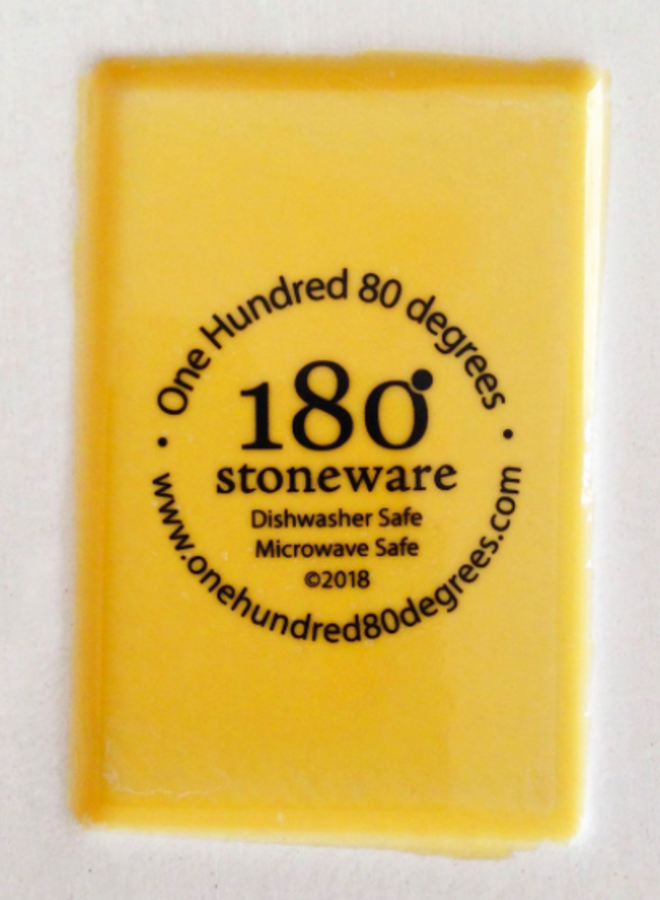 One Hundred 80 degrees
180
stoneware
Dishwasher Safe
Microwave Safe
©2018
www.onehundred80degrees.com